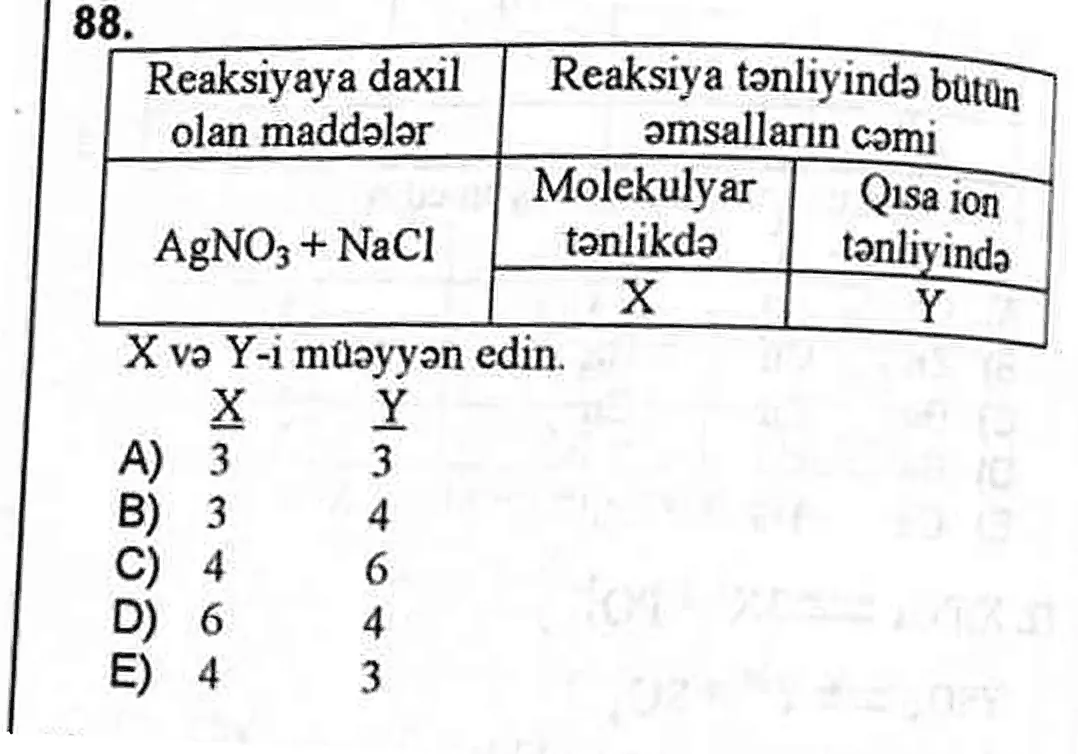 88.
Reaksiyaya daxil
olan maddələr
Reaksiya tənliyində bütün
əmsalların cəmi
AgNO₃ + NaCl
Molekulyar
tənlikdə
Qısa ion
tənliyində
X
Y
X və Y-i müəyyən edin.
X Y
A) 3 3
B) 3 4
C) 4 6
D) 6 4
E) 4 3